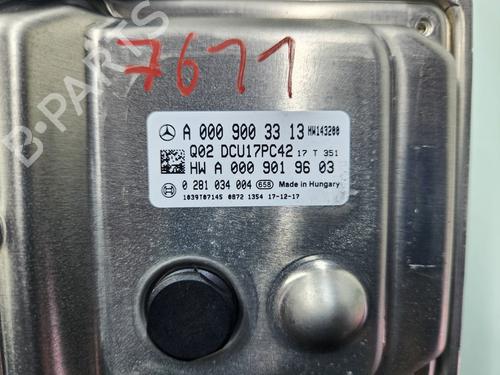 7611
A 000 900 33 13 HW143200
Q02 DCU17PC42 17 T 351
HW A 000 901 96 03
0 281 034 004 658 Made in Hungary
1039T07145 0872 1354 17-12-17
B-PARTS